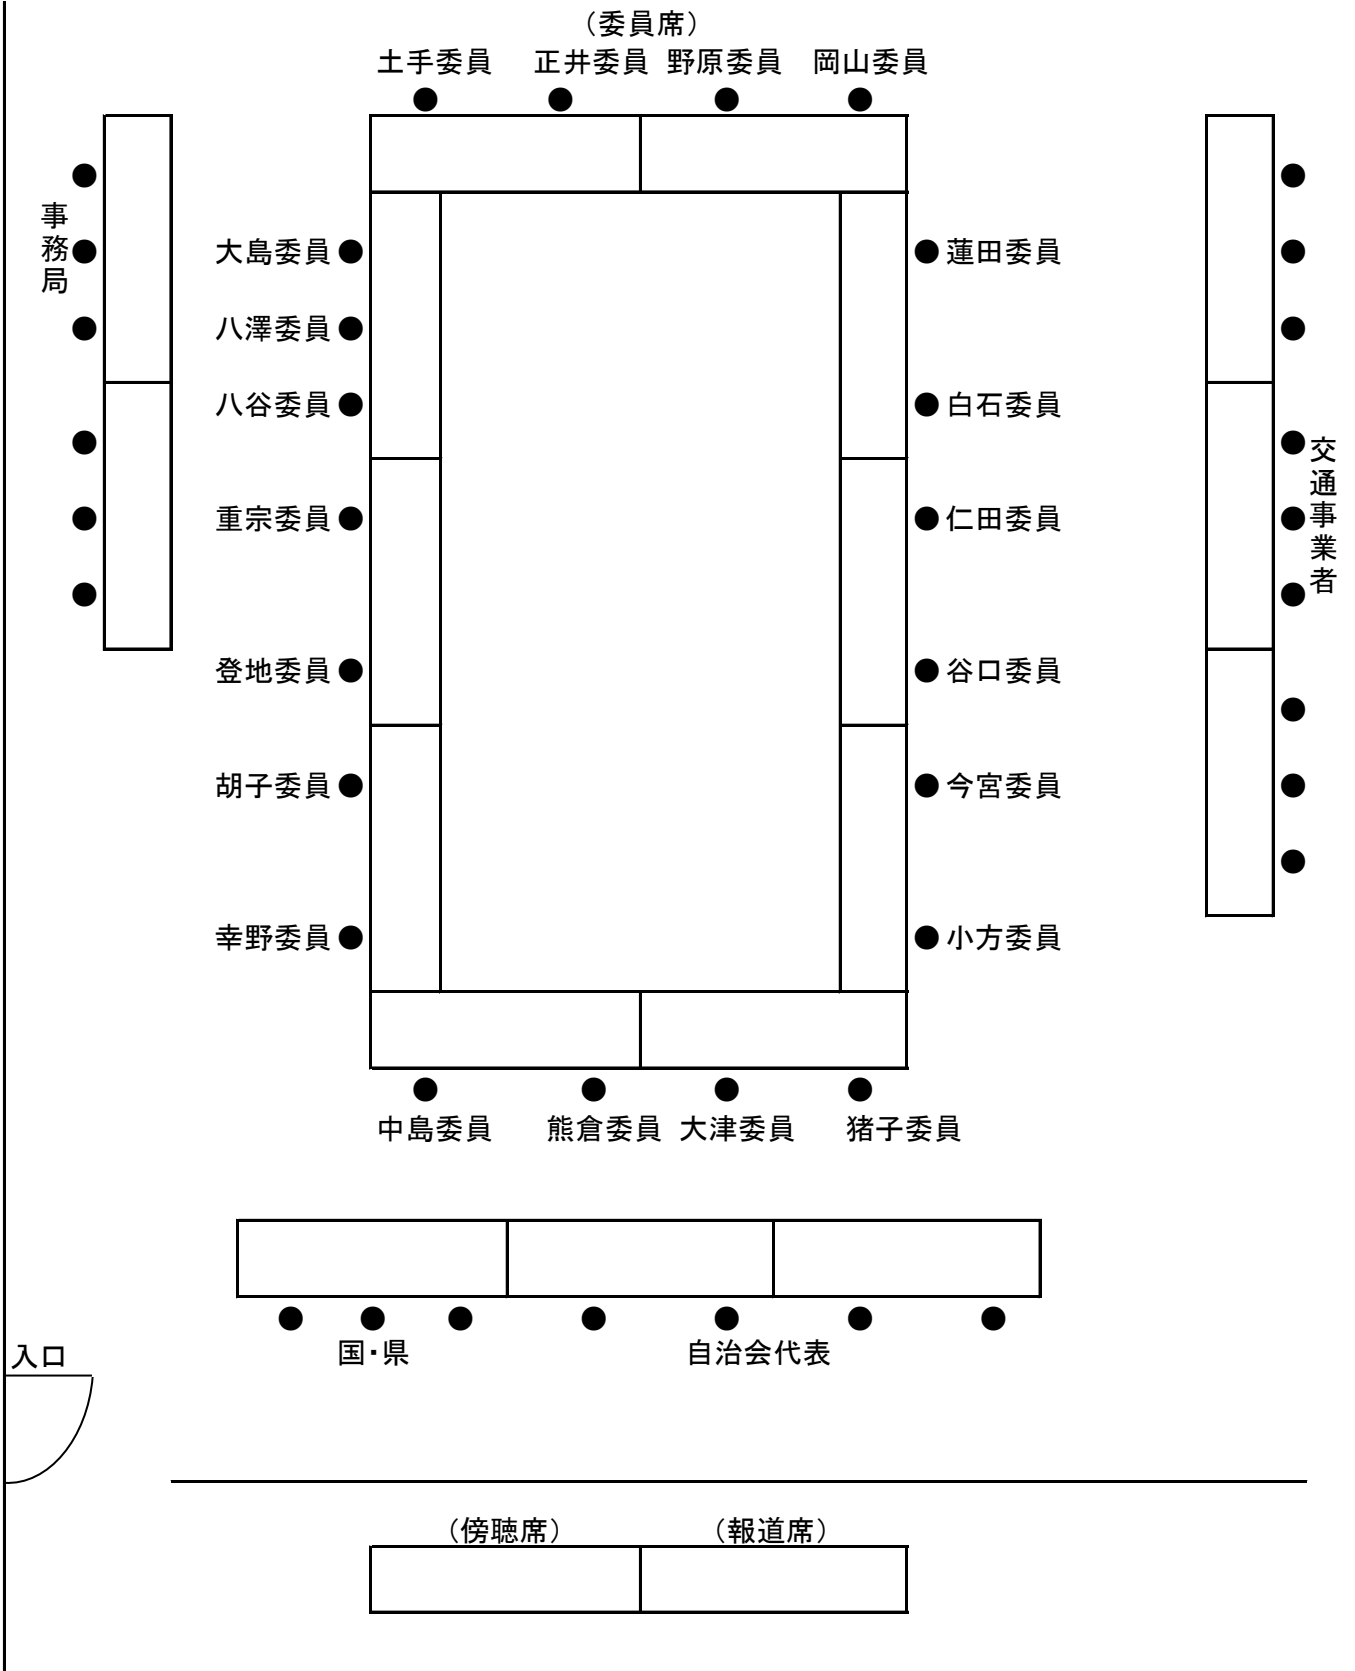 （委員席）
土手委員 正井委員 野原委員 岡山委員
事務局
大島委員
蓮田委員
八澤委員
八谷委員
白石委員
重宗委員
仁田委員
交通事業者
登地委員
谷口委員
胡子委員
今宮委員
幸野委員
小方委員
中島委員 熊倉委員 大津委員 猪子委員
国・県
自治会代表
入口
（傍聴席） （報道席）